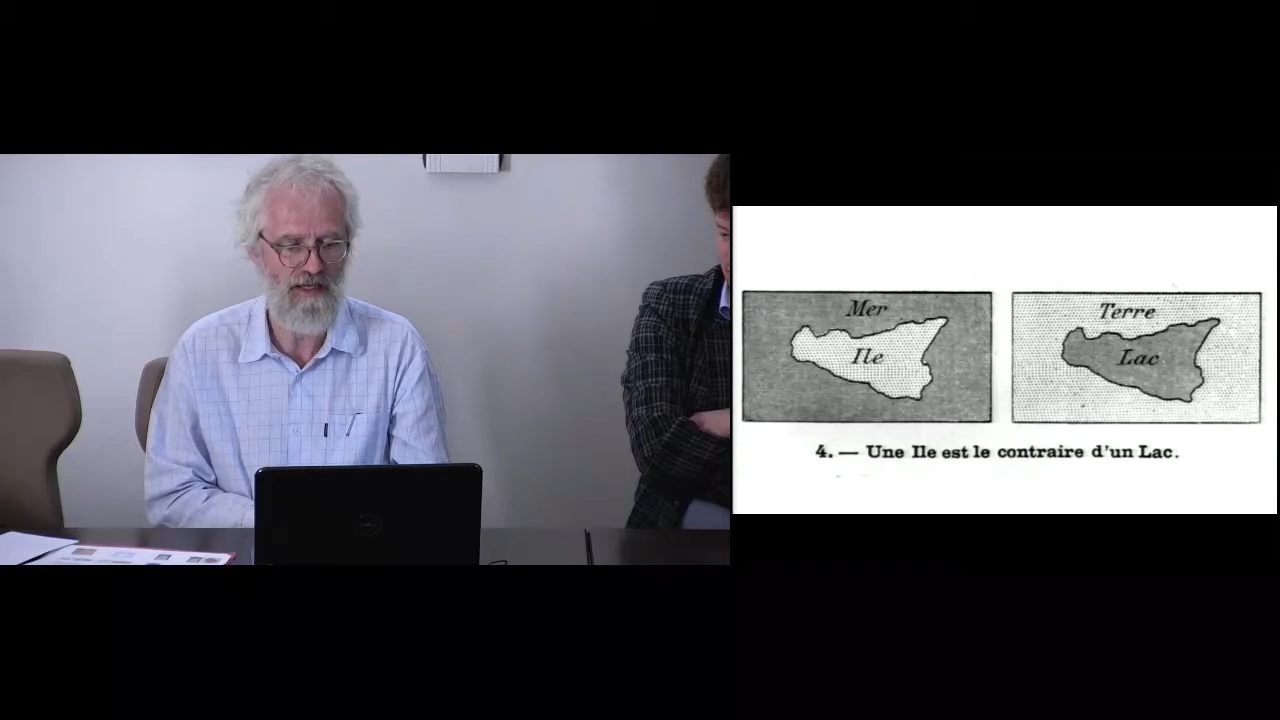 Mer
Ile
Terre
Lac
4. — Une Ile est le contraire d'un Lac.